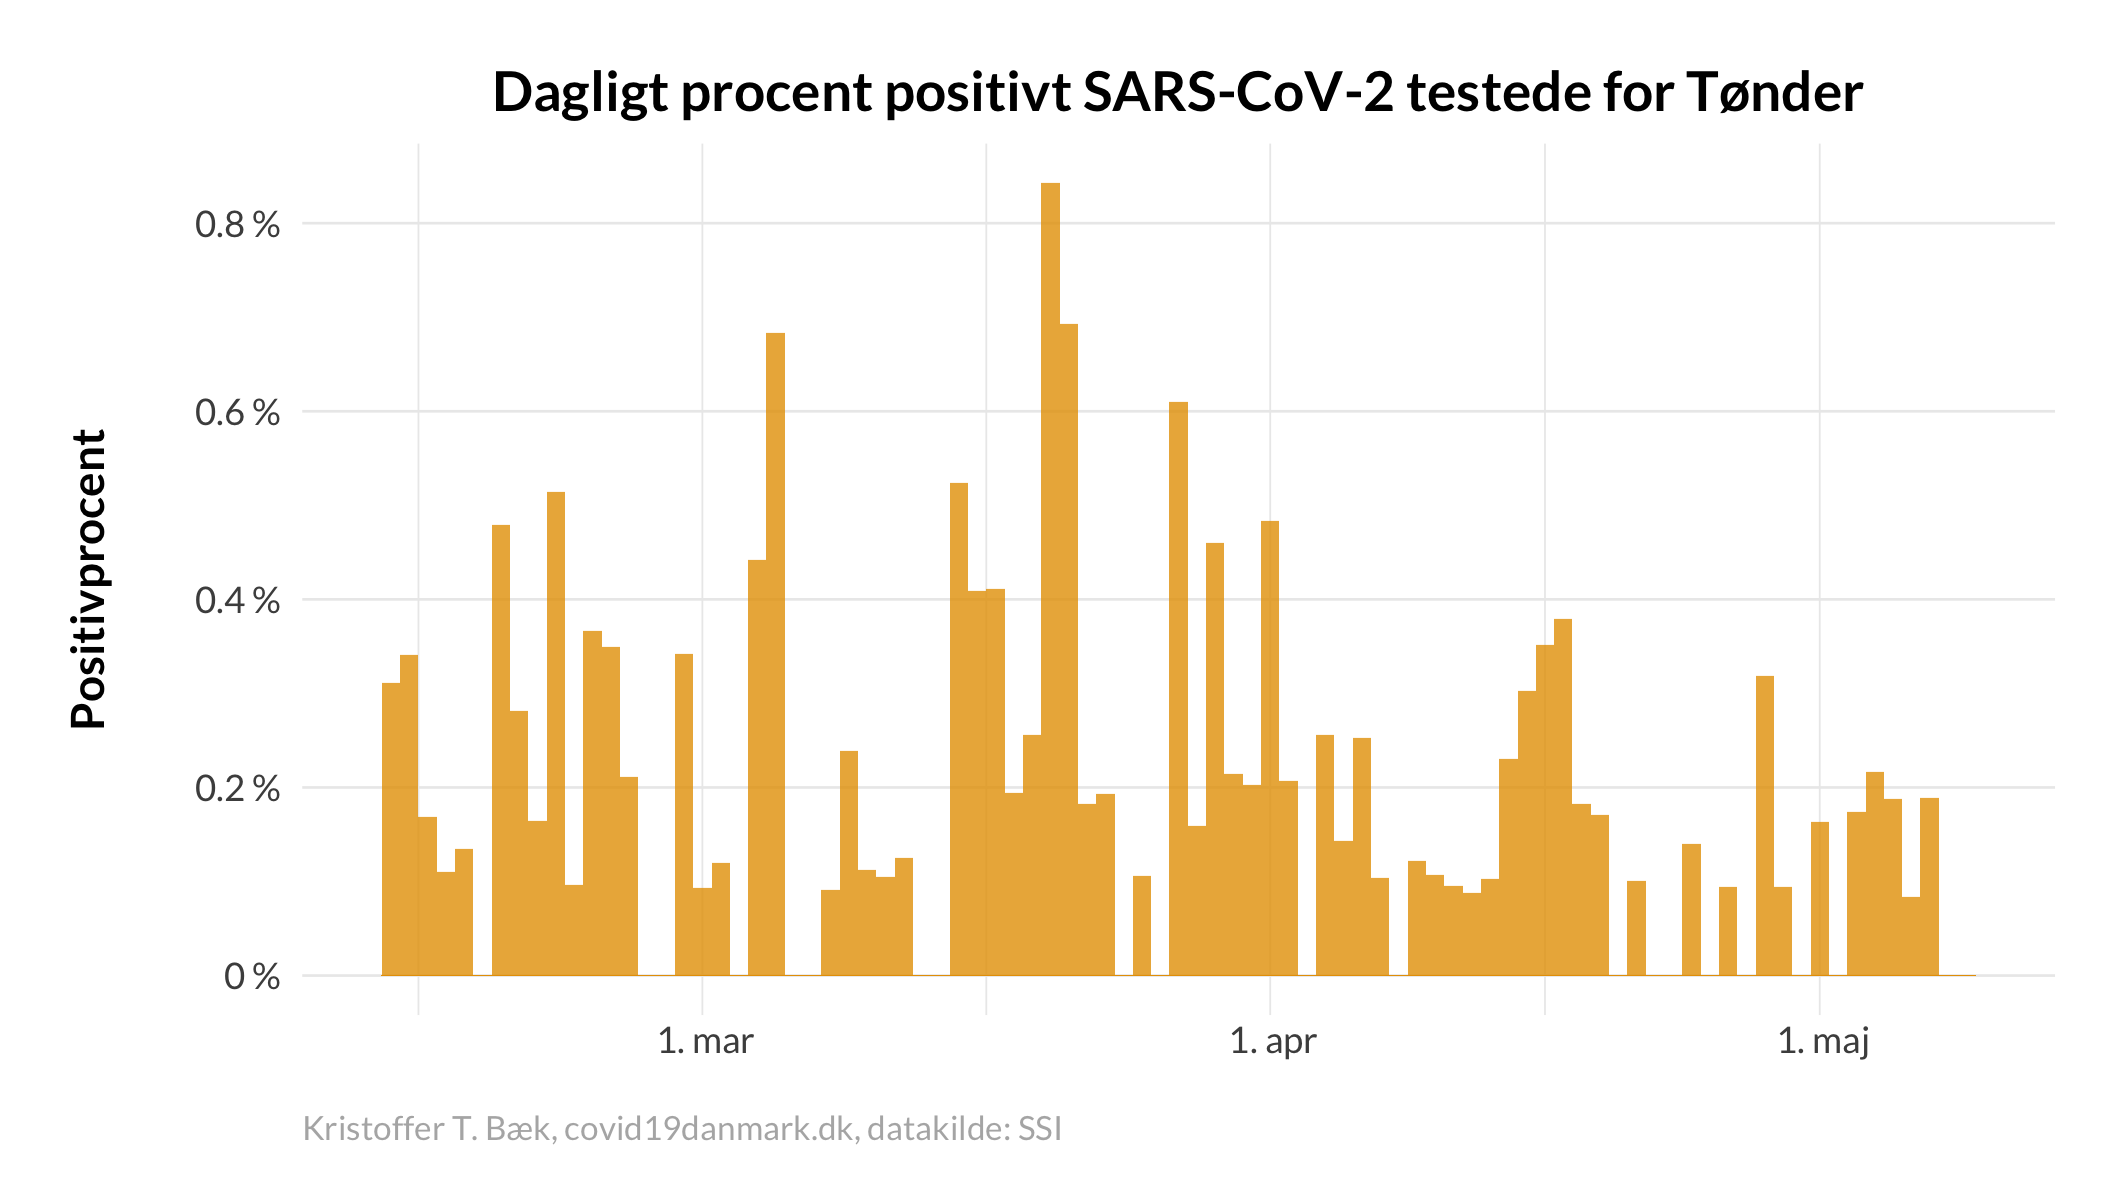 Dagligt procent positivt SARS-CoV-2 testede for Tønder
Positivprocent
0.8 %
0.6 %
0.4 %
0.2 %
0 %
1. mar
1. apr
1. maj
Kristoffer T. Bæk, covid19danmark.dk, datakilde: SSI